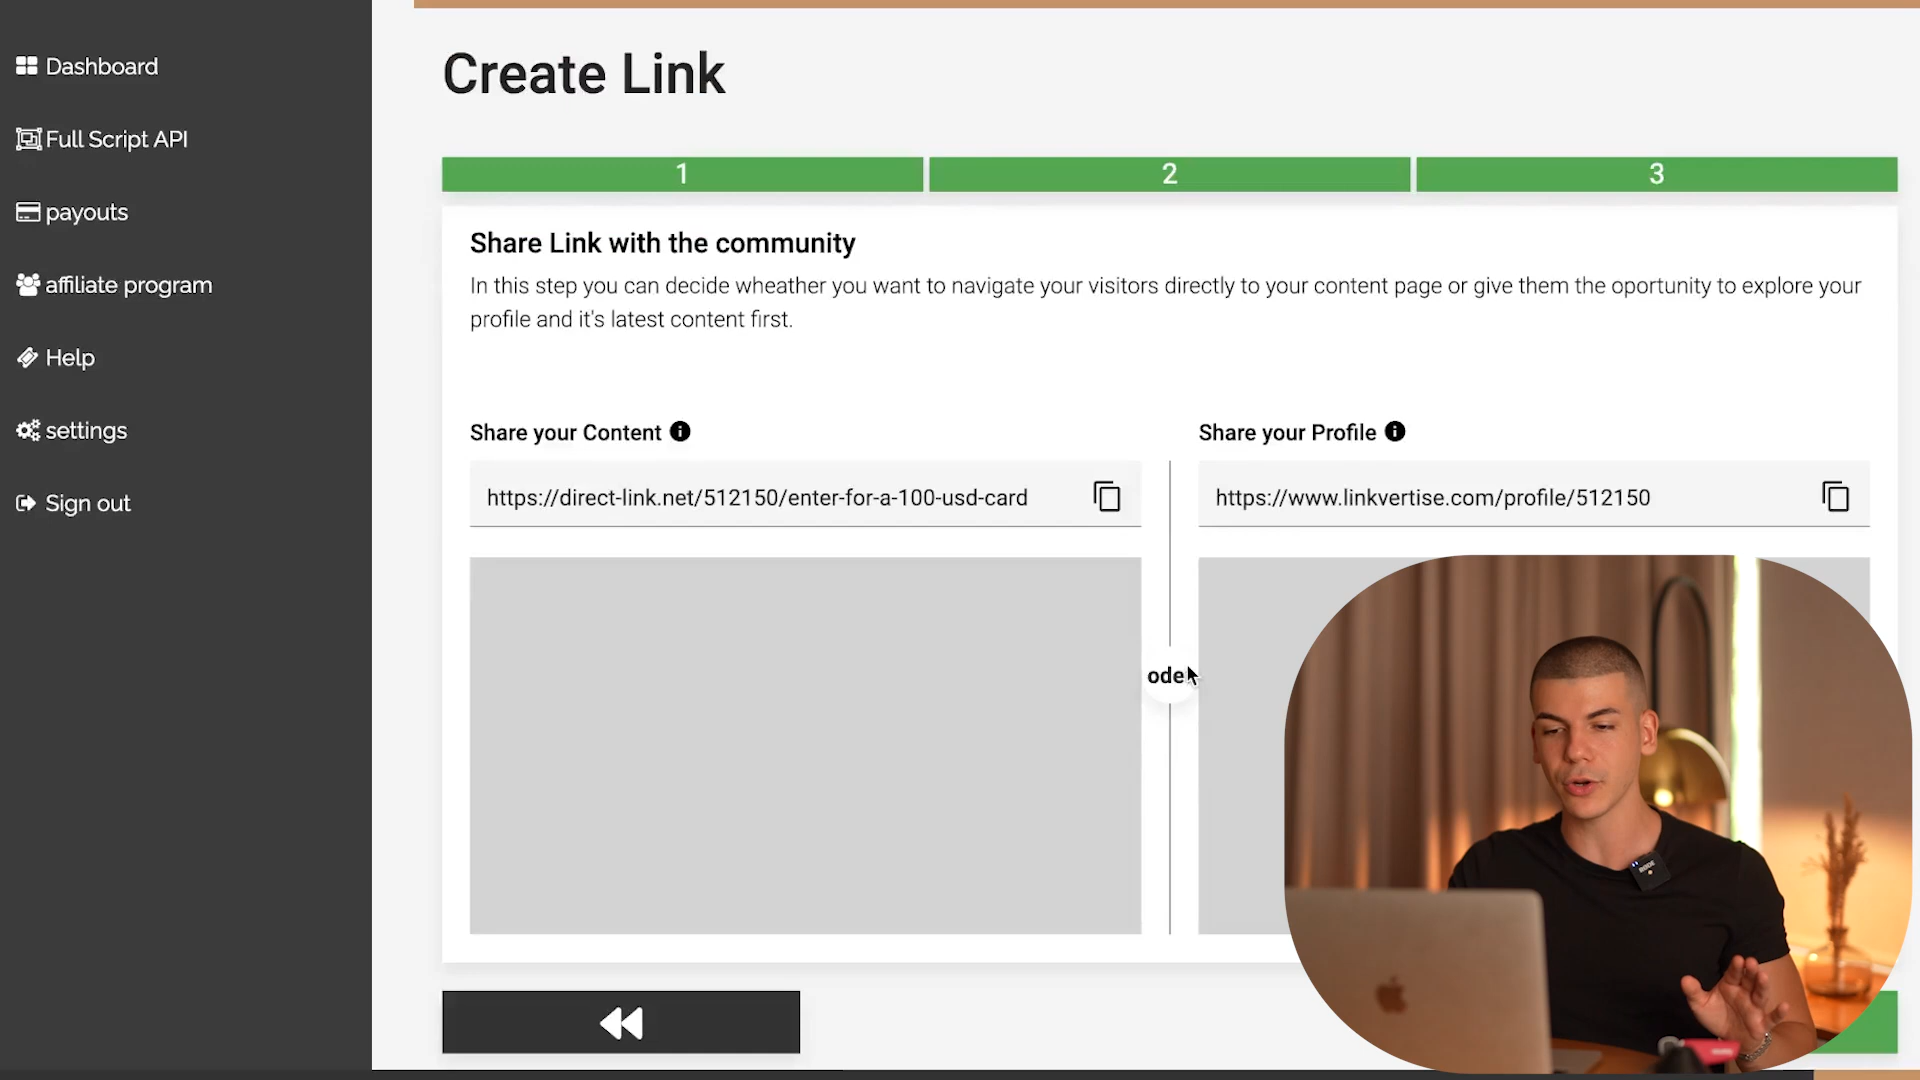 Dashboard
Full Script API
payouts
affiliate program
Help
settings
Sign out
Create Link
1 2 3
Share Link with the community
In this step you can decide wheather you want to navigate your visitors directly to your content page or give them the oportunity to explore your
profile and it's latest content first.
Share your Content
https://direct-link.net/512150/enter-for-a-100-usd-card
ode
Share your Profile
https://www.linkvertise.com/profile/512150